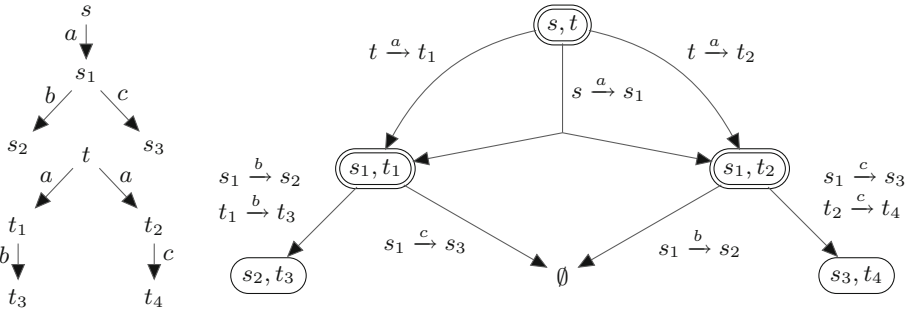 s
a
s₁
b c
s₂ s₃
t
a a
t₁ t₂
b c
t₃ t₄
s, t
t —a→ t₁
t —a→ t₂
s —a→ s₁
s₁, t₁
s₁, t₂
s₁ —b→ s₂
t₁ —b→ t₃
s₁ —c→ s₃
t₂ —c→ t₄
s₁ —c→ s₃
s₁ —b→ s₂
s₂, t₃
∅
s₃, t₄